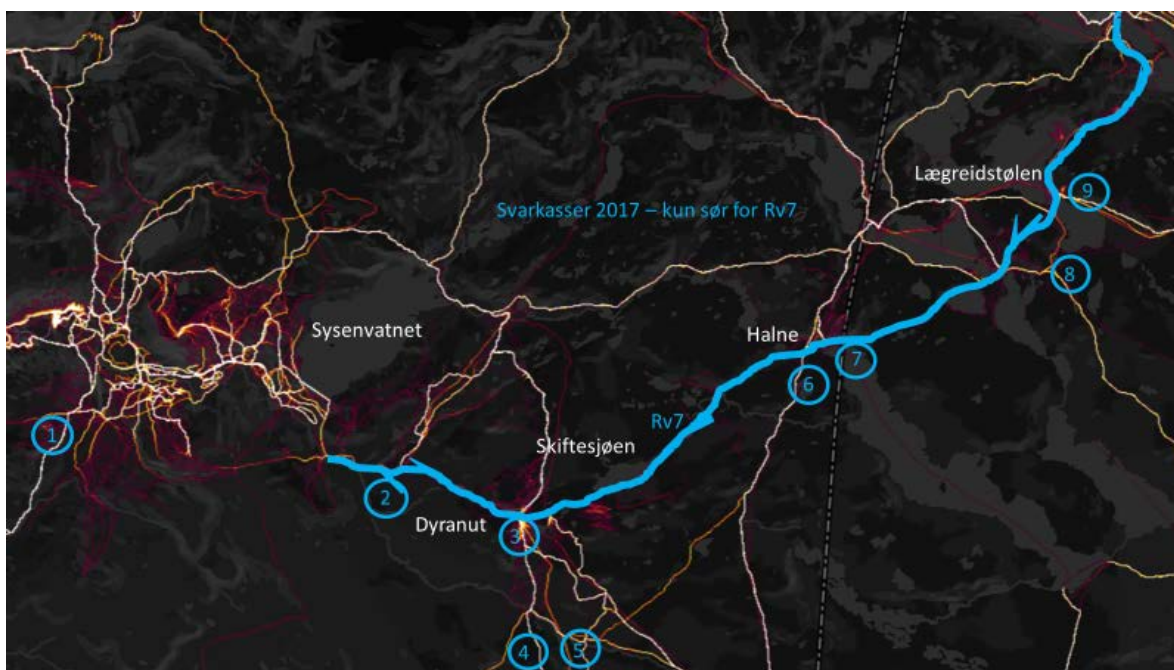 Lægreidstølen
9
Svarkasser 2017 – kun sør for Rv7
8
Sysenvatnet
Halne
7
6
Rv7
1
Skiftesjøen
2
Dyranut
3
4
5